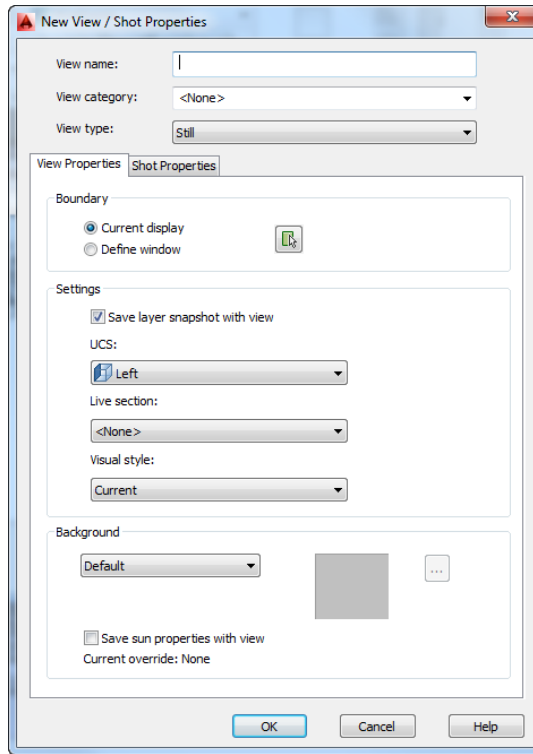 New View / Shot Properties
View name:
View category:
<None>
View type:
Still
View Properties
Shot Properties
Boundary
Current display
Define window
Settings
Save layer snapshot with view
UCS:
Left
Live section:
<None>
Visual style:
Current
Background
Default
...
Save sun properties with view
Current override: None
OK
Cancel
Help